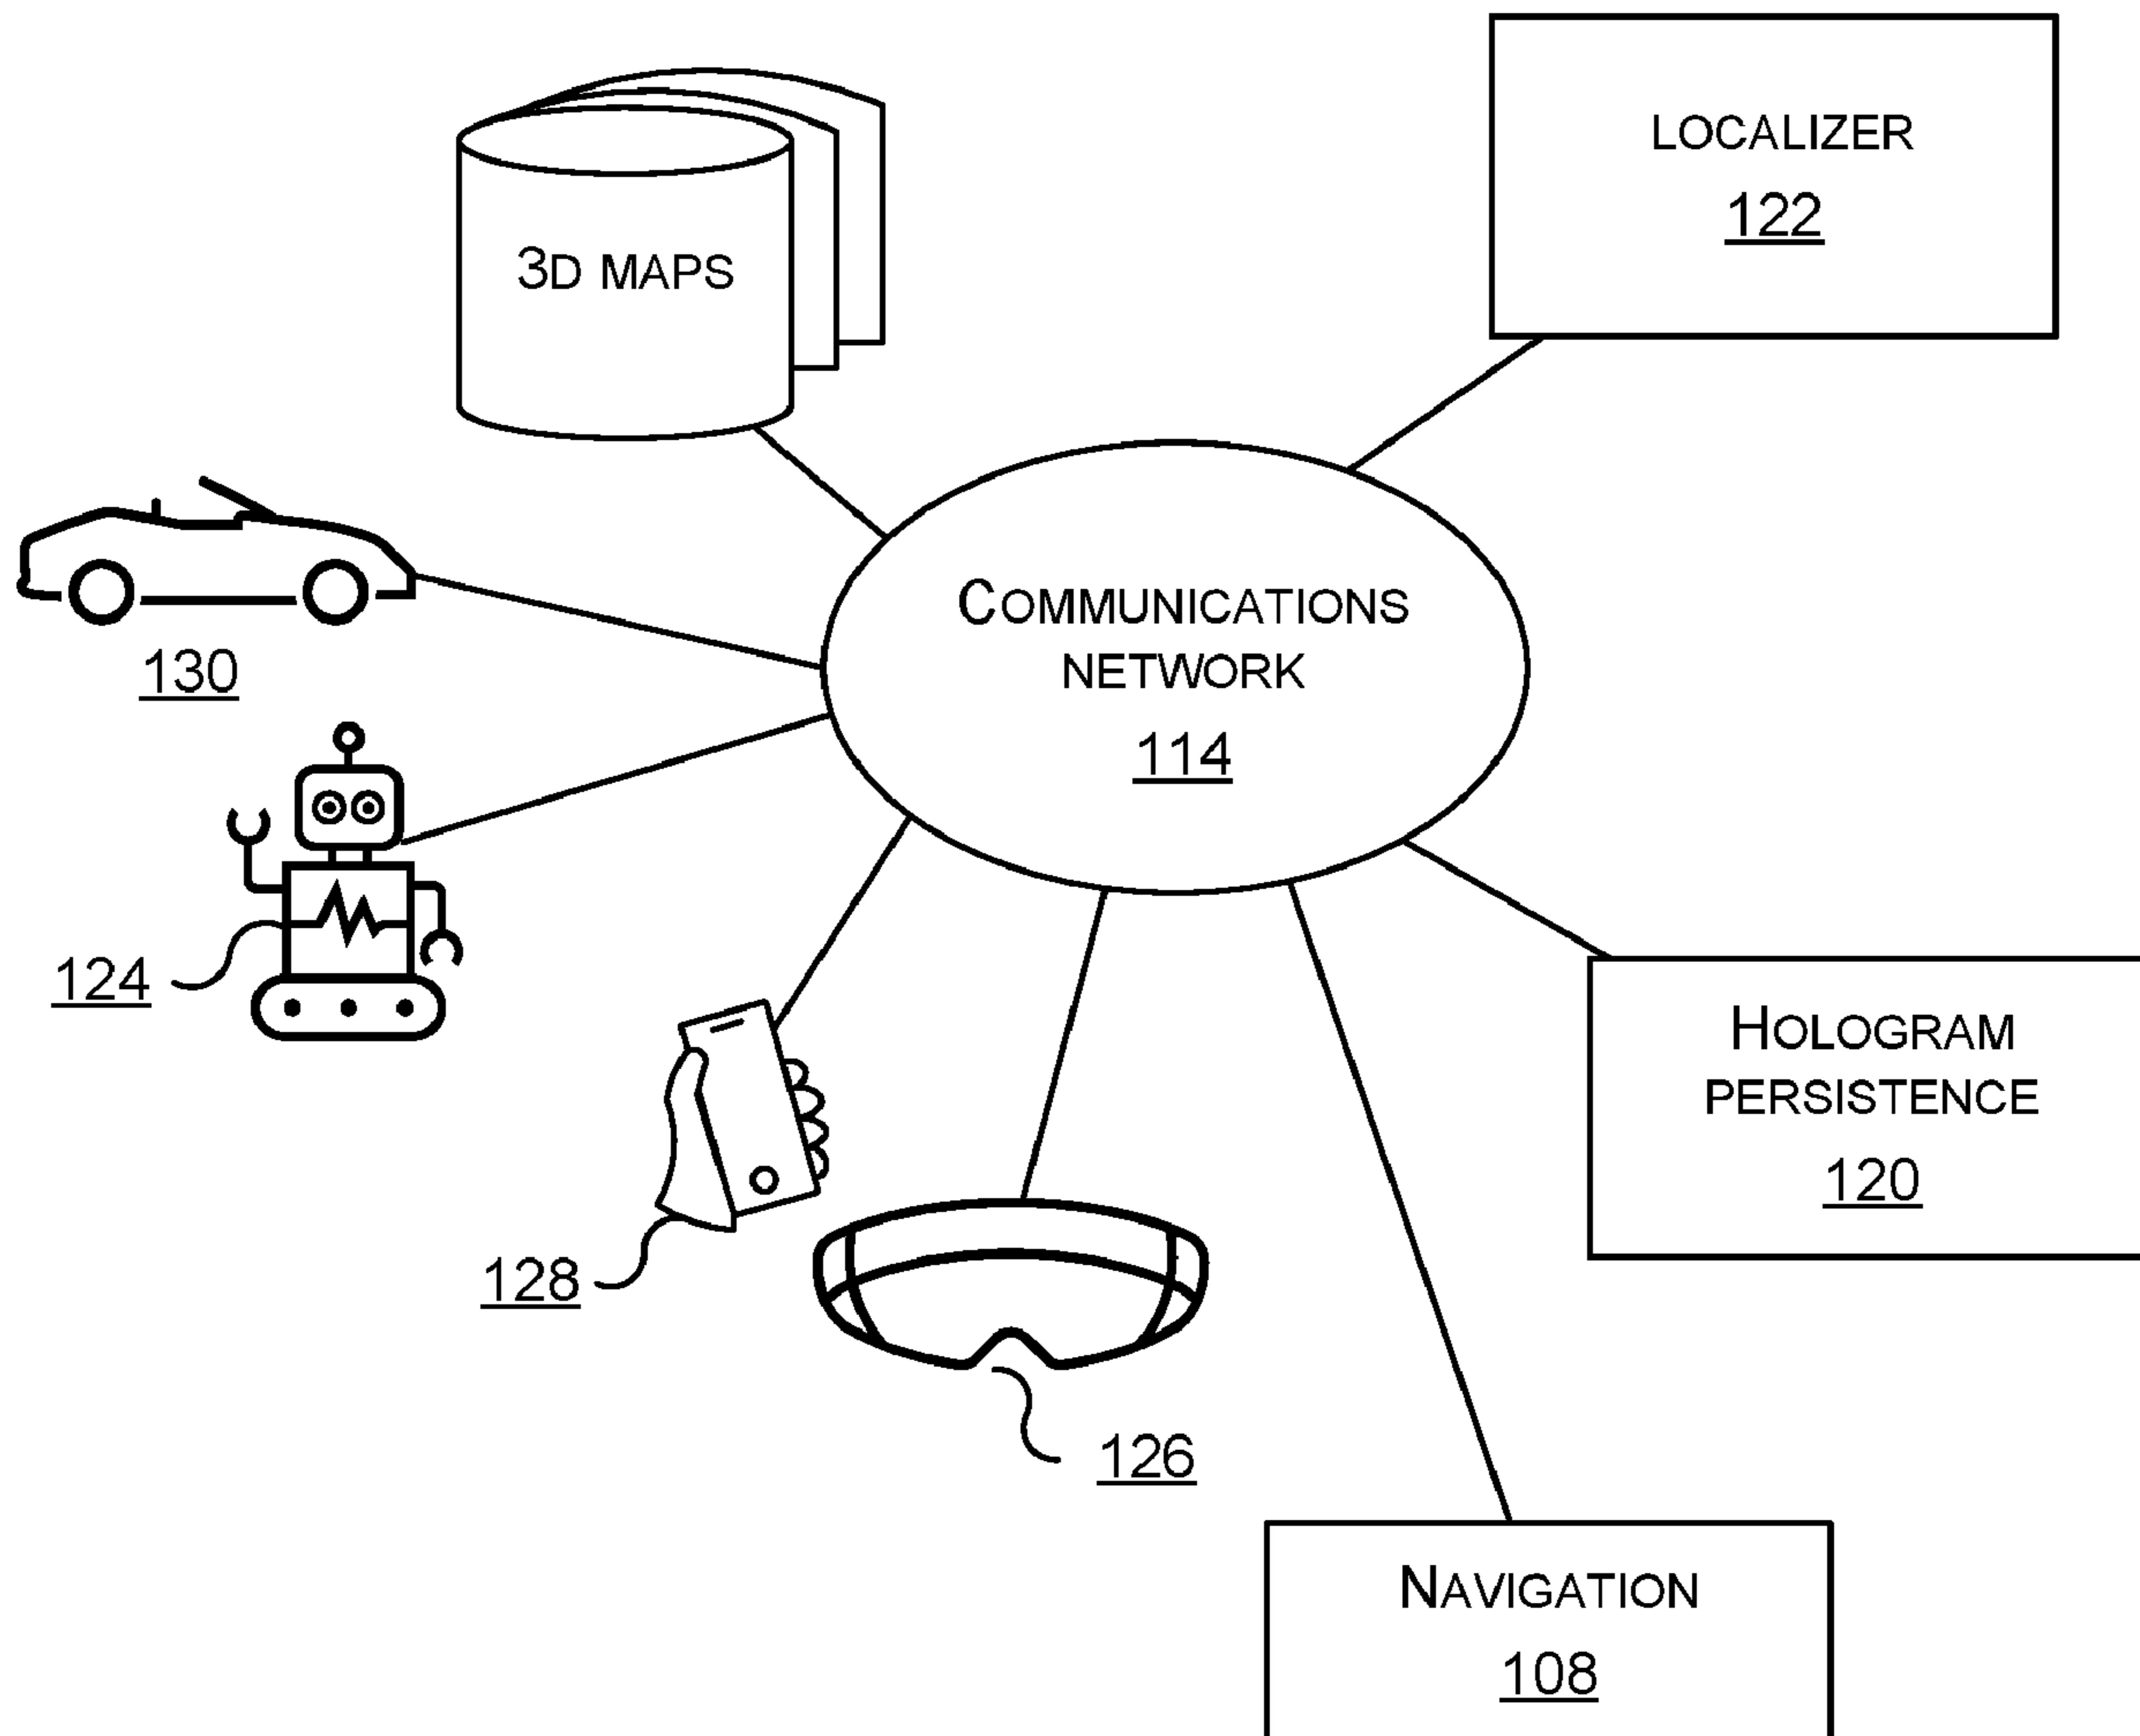 LOCALIZER
122
3D MAPS
COMMUNICATIONS
NETWORK
114
130
124
HOLOGRAM
PERSISTENCE
120
128
126
NAVIGATION
108